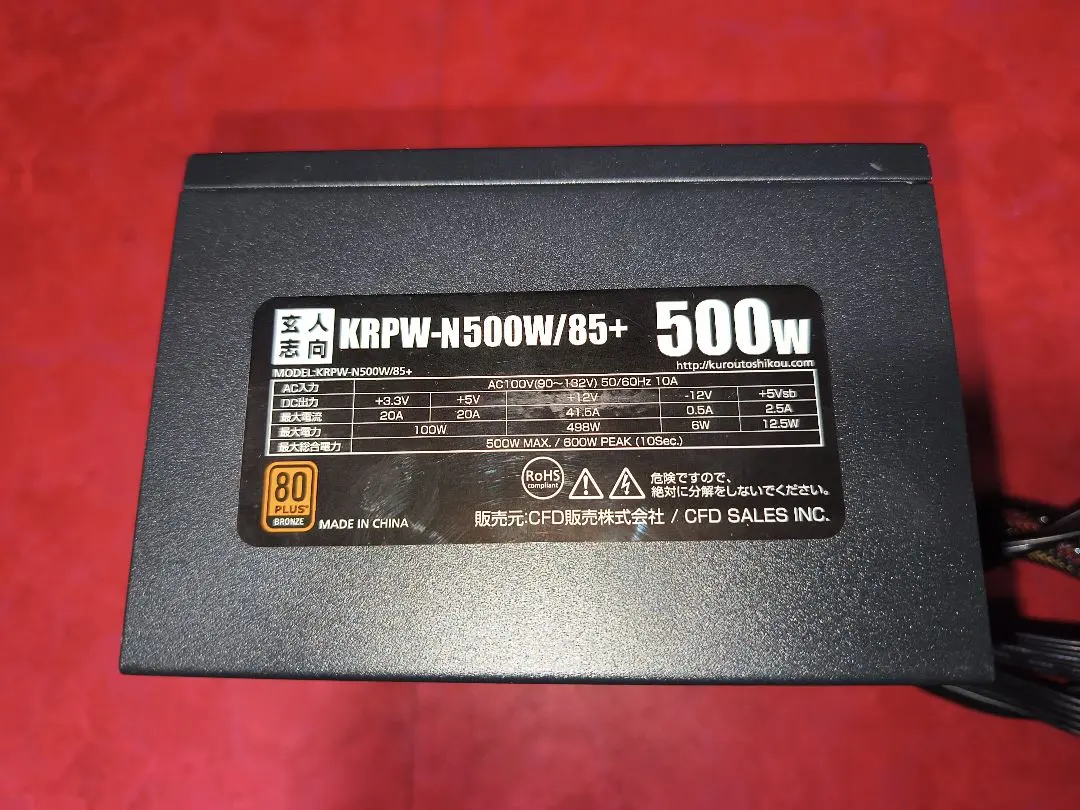 玄人
志向
KRPW-N500W/85+ 500W
http://kuroutoshikou.com
MODEL:KRPW-N500W/85+
AC入力 AC100V(90~132V) 50/60Hz 10A
DC出力 +3.3V +5V +12V -12V +5Vsb
最大電流 20A 20A 41.5A 0.5A 2.5A
最大電力 100W 498W 6W 12.5W
最大総合電力 500W MAX. / 600W PEAK (10Sec.)
RoHS
compliant
危険ですので、
絶対に分解をしないでください。
80
PLUS
BRONZE
MADE IN CHINA
販売元:CFD販売株式会社 / CFD SALES INC.